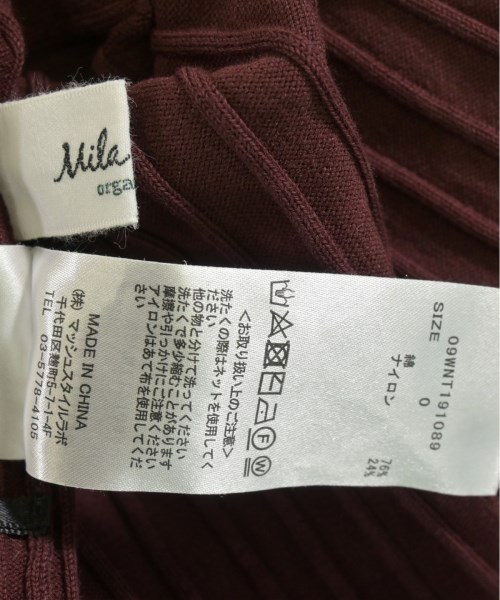 Mila
orga
09WNT191089
SIZE 0
綿 76%
ナイロン 24%
F
W
<お取り扱い上のご注意>
洗たくの際はネットを使用してく
ださい
他の物と分けて洗ってください
洗たくで多少縮むことがあります
摩擦や引っかけにご注意くださ
い
アイロンはあて布を使用してくだ
さい
MADE IN CHINA
(株)マッシュスタイルラボ
千代田区麹町5-7-1-4F
TEL 03-5778-4105